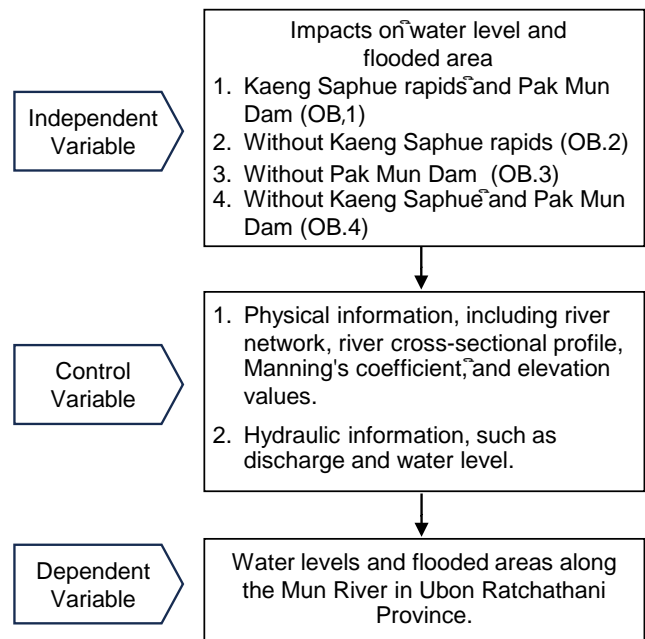 Impacts on water level and
flooded area
Independent
Variable
1. Kaeng Saphue rapids and Pak Mun
Dam (OB,1)
2. Without Kaeng Saphue rapids (OB.2)
3. Without Pak Mun Dam (OB.3)
4. Without Kaeng Saphue and Pak Mun
Dam (OB.4)
Control
Variable
1. Physical information, including river
network, river cross-sectional profile,
Manning's coefficient, and elevation
values.
2. Hydraulic information, such as
discharge and water level.
Dependent
Variable
Water levels and flooded areas along
the Mun River in Ubon Ratchathani
Province.